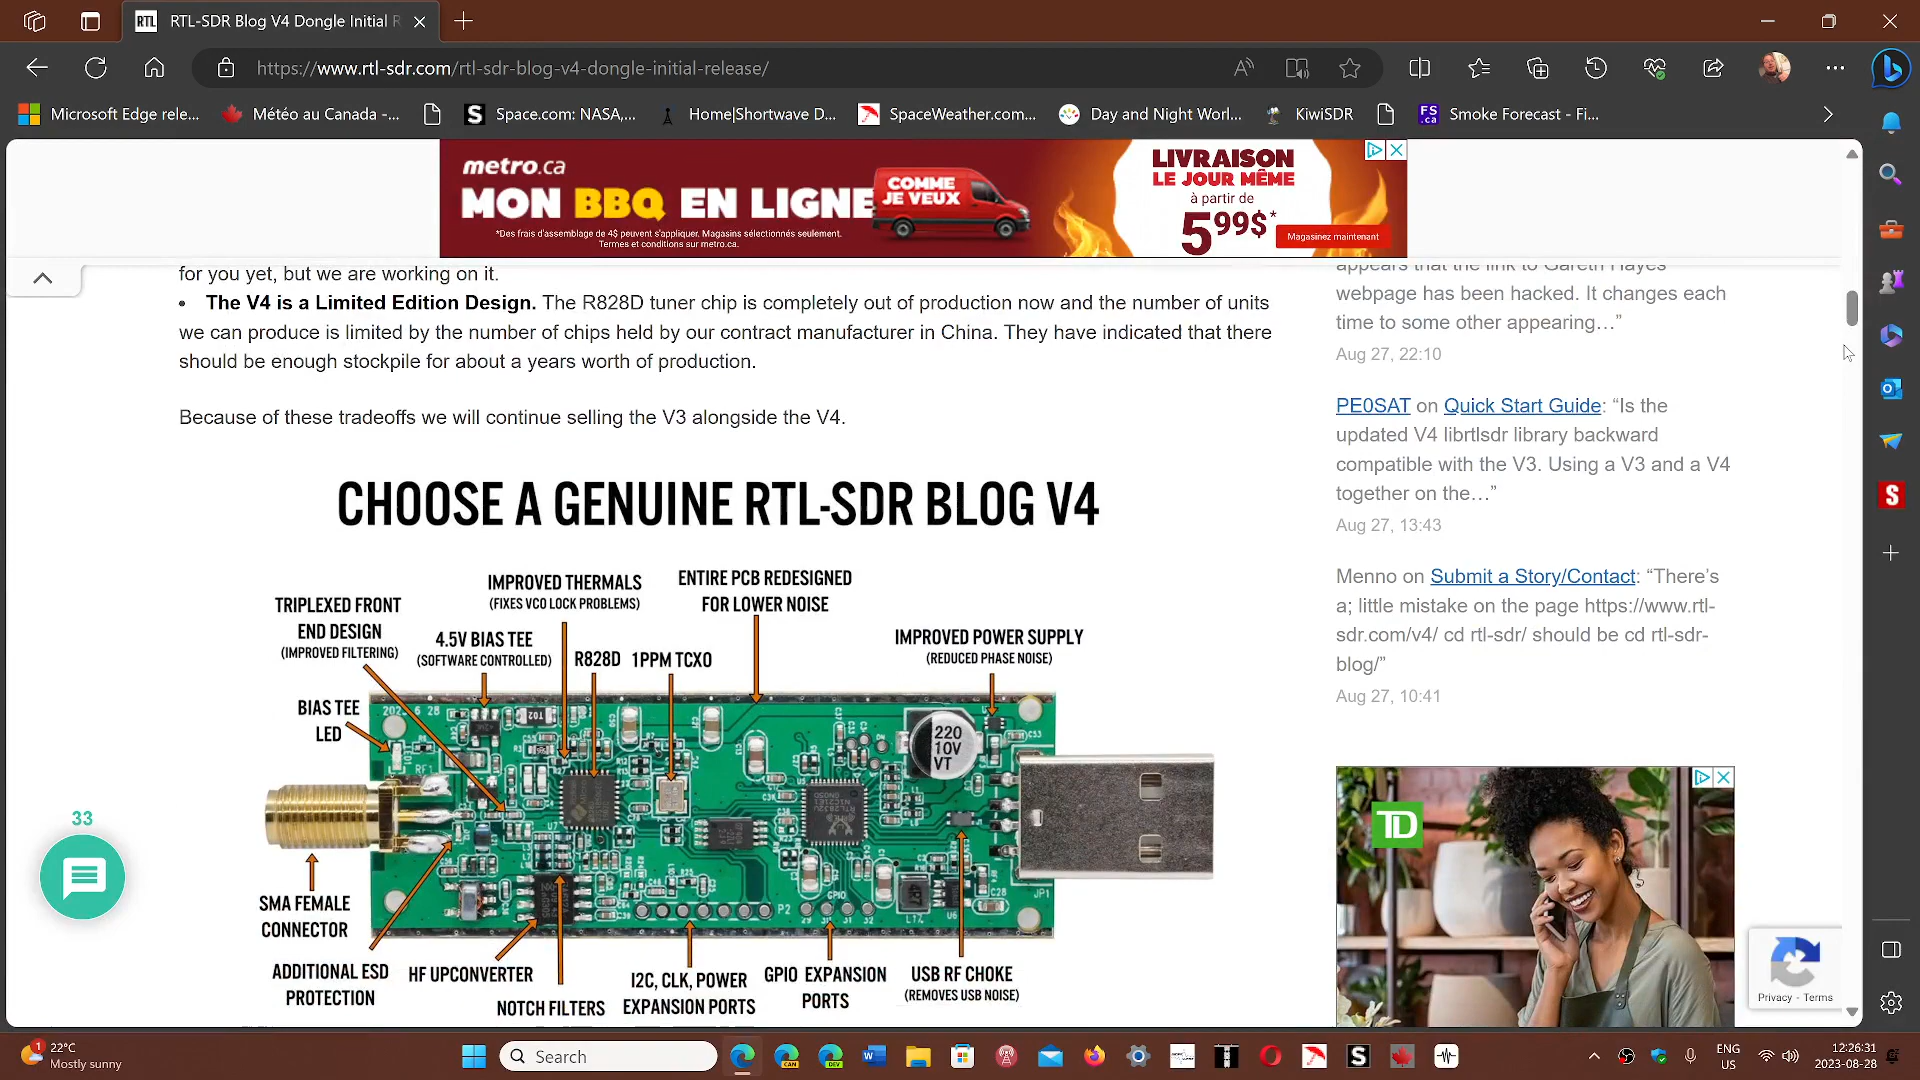 RTL
RTL-SDR Blog V4 Dongle Initial R
https://www.rtl-sdr.com/rtl-sdr-blog-v4-dongle-initial-release/
Microsoft Edge rele...
Météo au Canada -...
Space.com: NASA,...
Home|Shortwave D...
SpaceWeather.com...
Day and Night Worl...
KiwiSDR
FS.ca
Smoke Forecast - Fi...
metro.ca
MON BBQ EN LIGNE
*Des frais d'assemblage de 4$ peuvent s'appliquer. Magasins sélectionnés seulement.
Termes et conditions sur metro.ca.
COMME
JE VEUX
LIVRAISON
LE JOUR MÊME
à partir de
5 99$*
Magasinez maintenant
for you yet, but we are working on it.
• The V4 is a Limited Edition Design. The R828D tuner chip is completely out of production now and the number of units
we can produce is limited by the number of chips held by our contract manufacturer in China. They have indicated that there
should be enough stockpile for about a years worth of production.
Because of these tradeoffs we will continue selling the V3 alongside the V4.
CHOOSE A GENUINE RTL-SDR BLOG V4
IMPROVED THERMALS
(FIXES VCO LOCK PROBLEMS)
ENTIRE PCB REDESIGNED
FOR LOWER NOISE
TRIPLEXED FRONT
END DESIGN
(IMPROVED FILTERING)
4.5V BIAS TEE
(SOFTWARE CONTROLLED)
R828D
1PPM TCXO
IMPROVED POWER SUPPLY
(REDUCED PHASE NOISE)
BIAS TEE
LED
220
10V
VT
SMA FEMALE
CONNECTOR
ADDITIONAL ESD
PROTECTION
HF UPCONVERTER
NOTCH FILTERS
I2C, CLK, POWER
EXPANSION PORTS
GPIO EXPANSION
PORTS
USB RF CHOKE
(REMOVES USB NOISE)
33
appears that the link to Gareth Hayes
webpage has been hacked. It changes each
time to some other appearing…”
Aug 27, 22:10
PE0SAT on Quick Start Guide: “Is the
updated V4 librtlsdr library backward
compatible with the V3. Using a V3 and a V4
together on the…”
Aug 27, 13:43
Menno on Submit a Story/Contact: “There’s
a; little mistake on the page https://www.rtl-
sdr.com/v4/ cd rtl-sdr/ should be cd rtl-sdr-
blog/”
Aug 27, 10:41
TD
Privacy - Terms
1
22°C
Mostly sunny
Search
CAN
DEV
ENG
US
12:26:31
2023-08-28